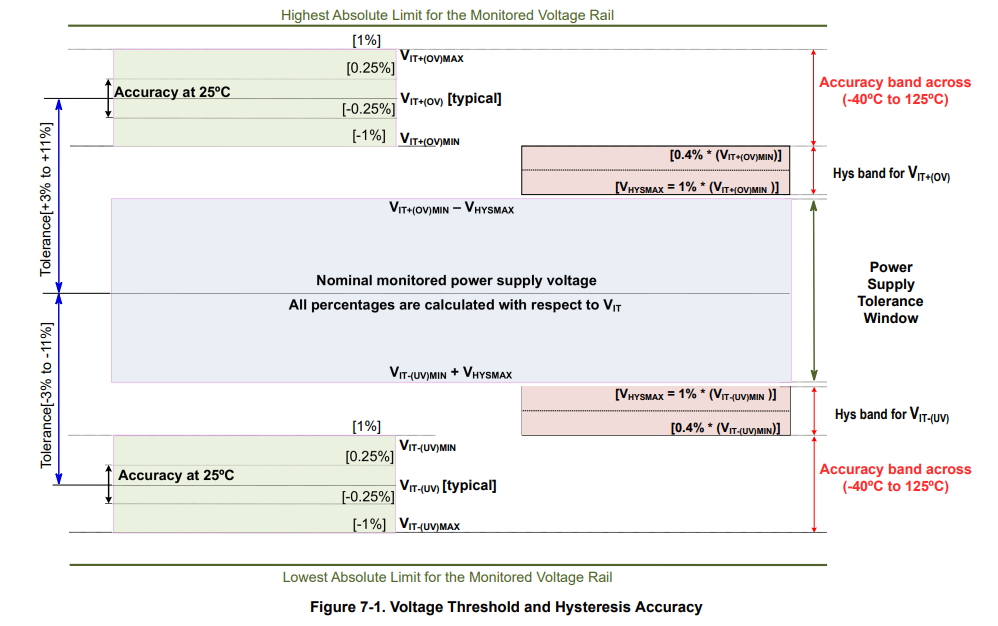 Highest Absolute Limit for the Monitored Voltage Rail
[1%]
VIT+(OV)MAX
[0.25%]
Accuracy at 25ºC
VIT+(OV) [typical]
[-0.25%]
[-1%]
VIT+(OV)MIN
Accuracy band across
(-40ºC to 125ºC)
Tolerance[+3% to +11%]
[0.4% * (VIT+(OV)MIN)]
[VHYSMAX = 1% * (VIT+(OV)MIN )]
Hys band for VIT+(OV)
VIT+(OV)MIN – VHYSMAX
Nominal monitored power supply voltage
All percentages are calculated with respect to VIT
Power
Supply
Tolerance
Window
VIT-(UV)MIN + VHYSMAX
Tolerance[-3% to -11%]
[VHYSMAX = 1% * (VIT-(UV)MIN )]
[0.4% * (VIT-(UV)MIN)]
Hys band for VIT-(UV)
[1%]
VIT-(UV)MIN
[0.25%]
Accuracy at 25ºC
VIT-(UV) [typical]
[-0.25%]
[-1%]
VIT-(UV)MAX
Accuracy band across
(-40ºC to 125ºC)
Lowest Absolute Limit for the Monitored Voltage Rail
Figure 7-1. Voltage Threshold and Hysteresis Accuracy